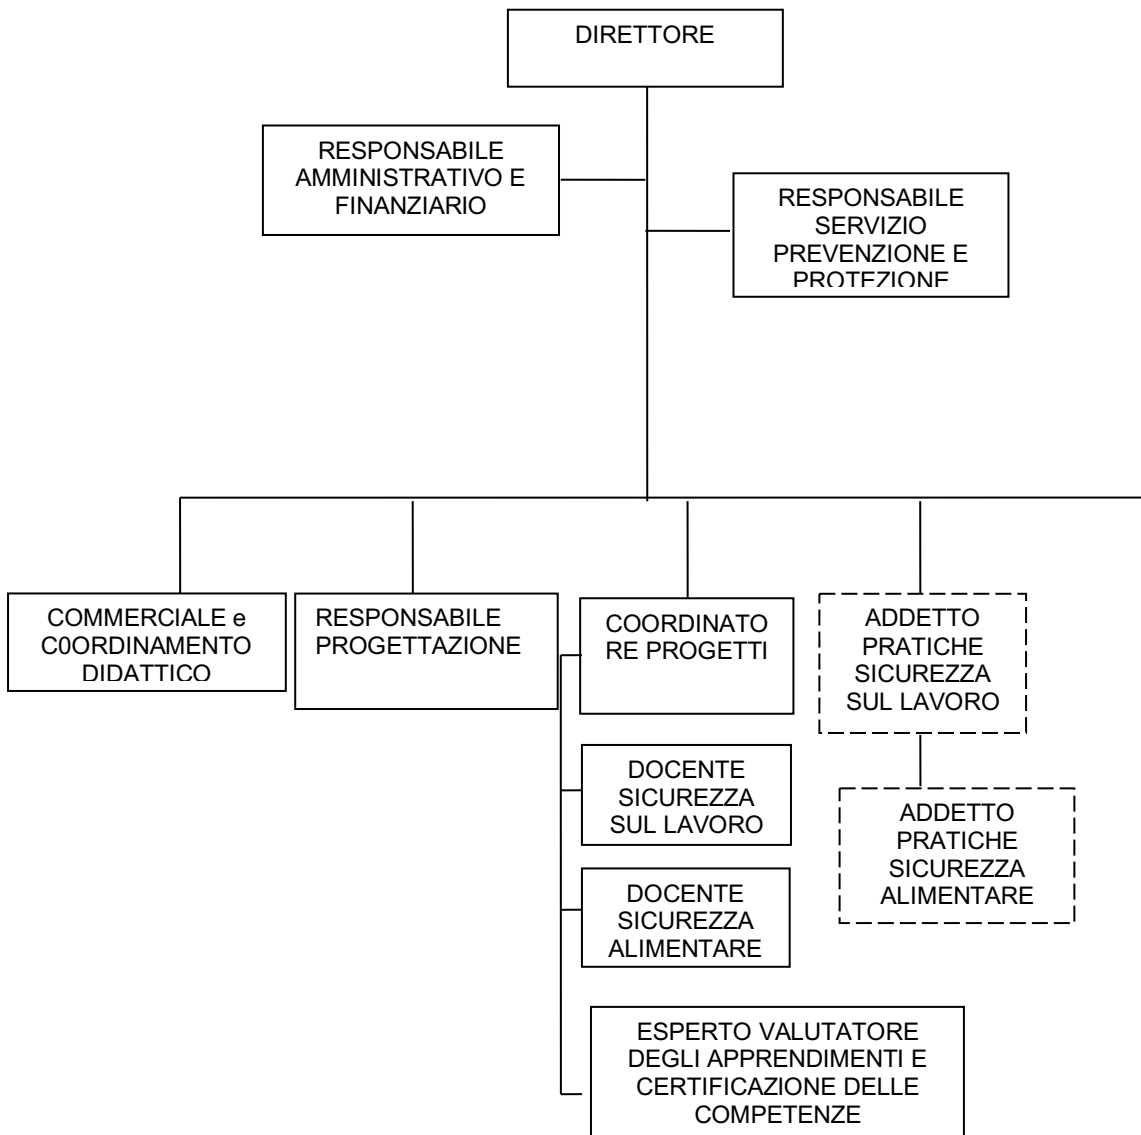 DIRETTORE
RESPONSABILE
AMMINISTRATIVO E
FINANZIARIO
RESPONSABILE
SERVIZIO
PREVENZIONE E
PROTEZIONE
COMMERCIALE e
C0ORDINAMENTO
DIDATTICO
RESPONSABILE
PROGETTAZIONE
COORDINATO
RE PROGETTI
ADDETTO
PRATICHE
SICUREZZA
SUL LAVORO
DOCENTE
SICUREZZA
SUL LAVORO
ADDETTO
PRATICHE
SICUREZZA
ALIMENTARE
DOCENTE
SICUREZZA
ALIMENTARE
ESPERTO VALUTATORE
DEGLI APPRENDIMENTI E
CERTIFICAZIONE DELLE
COMPETENZE